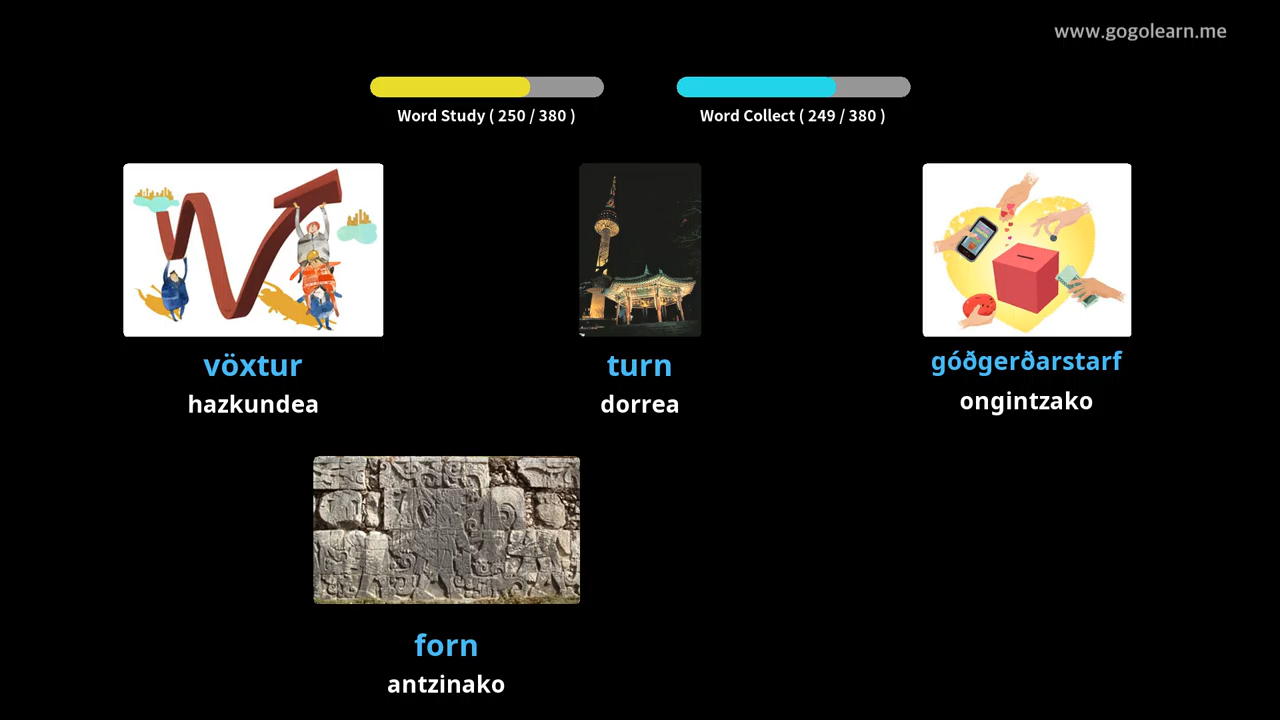 www.gogolearn.me
Word Study ( 250 / 380 )
Word Collect ( 249 / 380 )
vöxtur
hazkundea
turn
dorrea
góðgerðarstarf
ongintzako
forn
antzinako